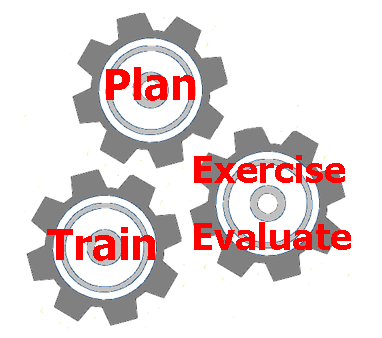 Plan
Exercise
Evaluate
Train